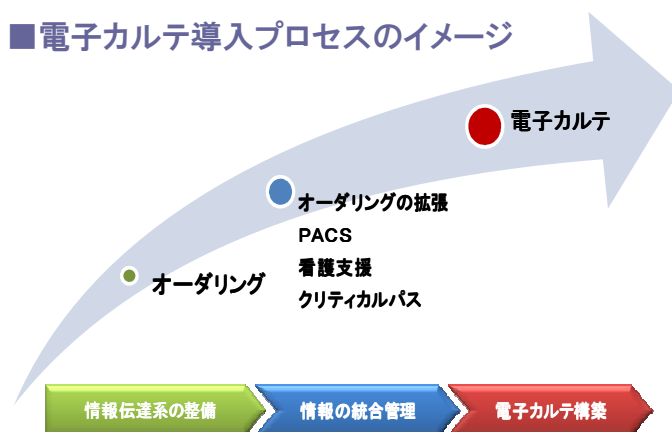 ■電子カルテ導入プロセスのイメージ
電子カルテ
オーダリングの拡張
PACS
看護支援
クリティカルパス
オーダリング
情報伝達系の整備
情報の統合管理
電子カルテ構築